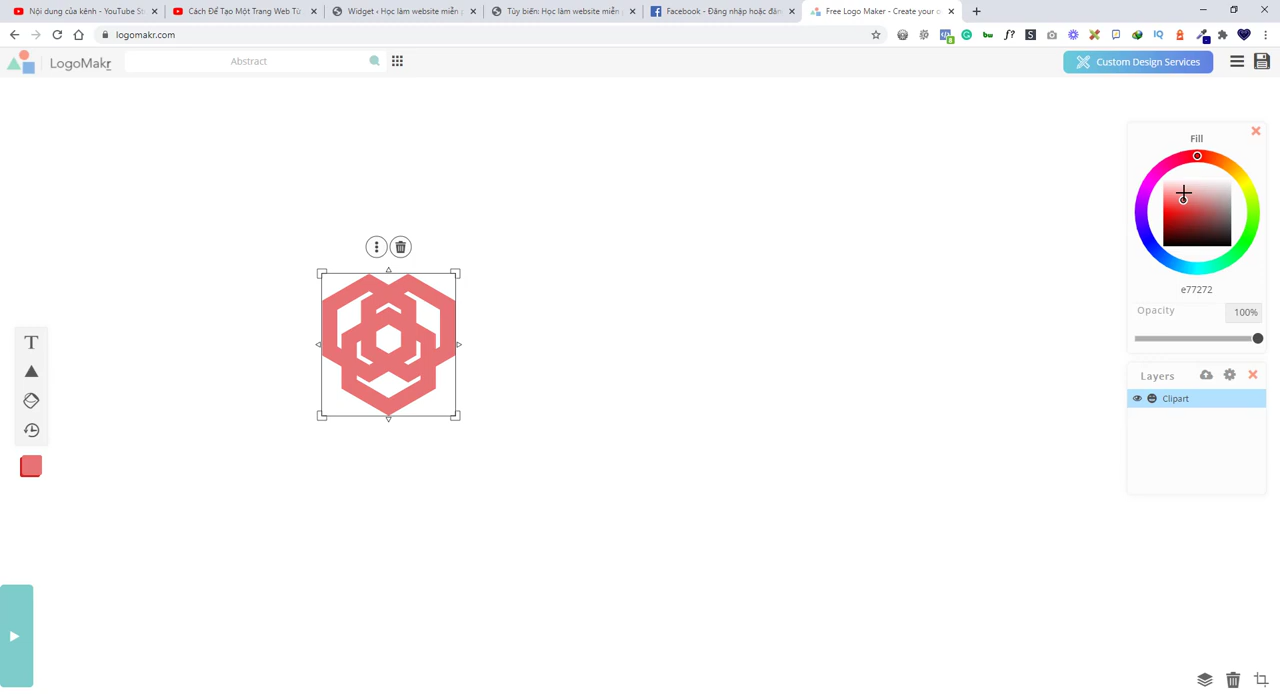 Nội dung của kênh - YouTube St
Cách Để Tạo Một Trang Web Từ
Widget ‹ Học làm website miễn p
Tùy biến: Học làm website miễn p
Facebook - Đăng nhập hoặc đăn
Free Logo Maker - Create your o
logomakr.com
LogoMakr
Abstract
Custom Design Services
Fill
e77272
Opacity
100%
Layers
Clipart
T